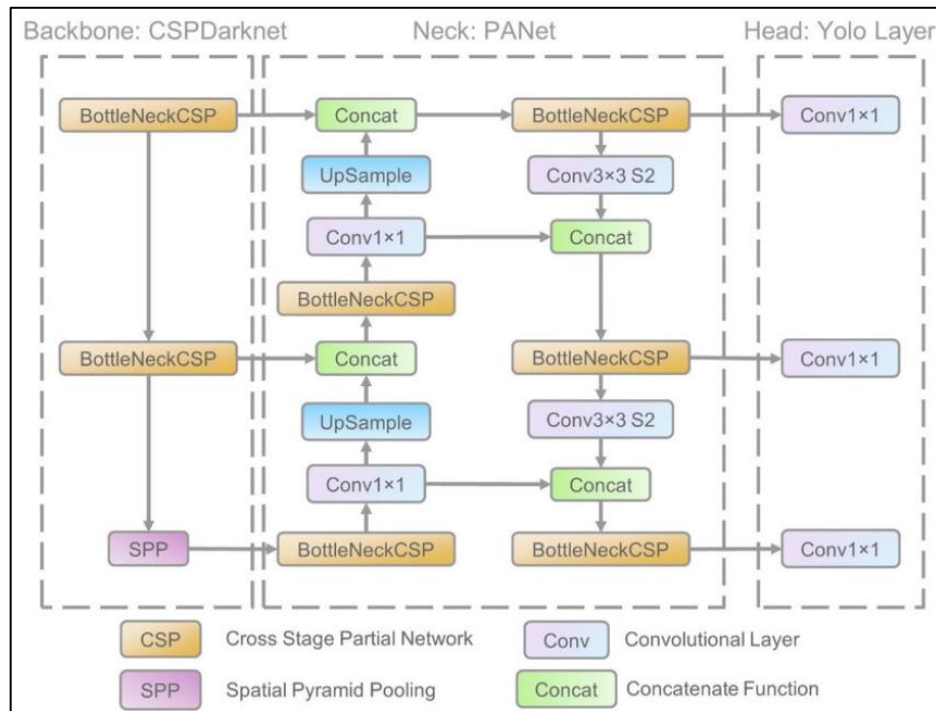 Backbone: CSPDarknet Neck: PANet Head: Yolo Layer
BottleNeckCSP Concat BottleNeckCSP Conv1×1
UpSample Conv3×3 S2
Conv1×1 Concat
BottleNeckCSP
BottleNeckCSP Concat BottleNeckCSP Conv1×1
UpSample Conv3×3 S2
Conv1×1 Concat
SPP BottleNeckCSP BottleNeckCSP Conv1×1
CSP Cross Stage Partial Network Conv Convolutional Layer
SPP Spatial Pyramid Pooling Concat Concatenate Function